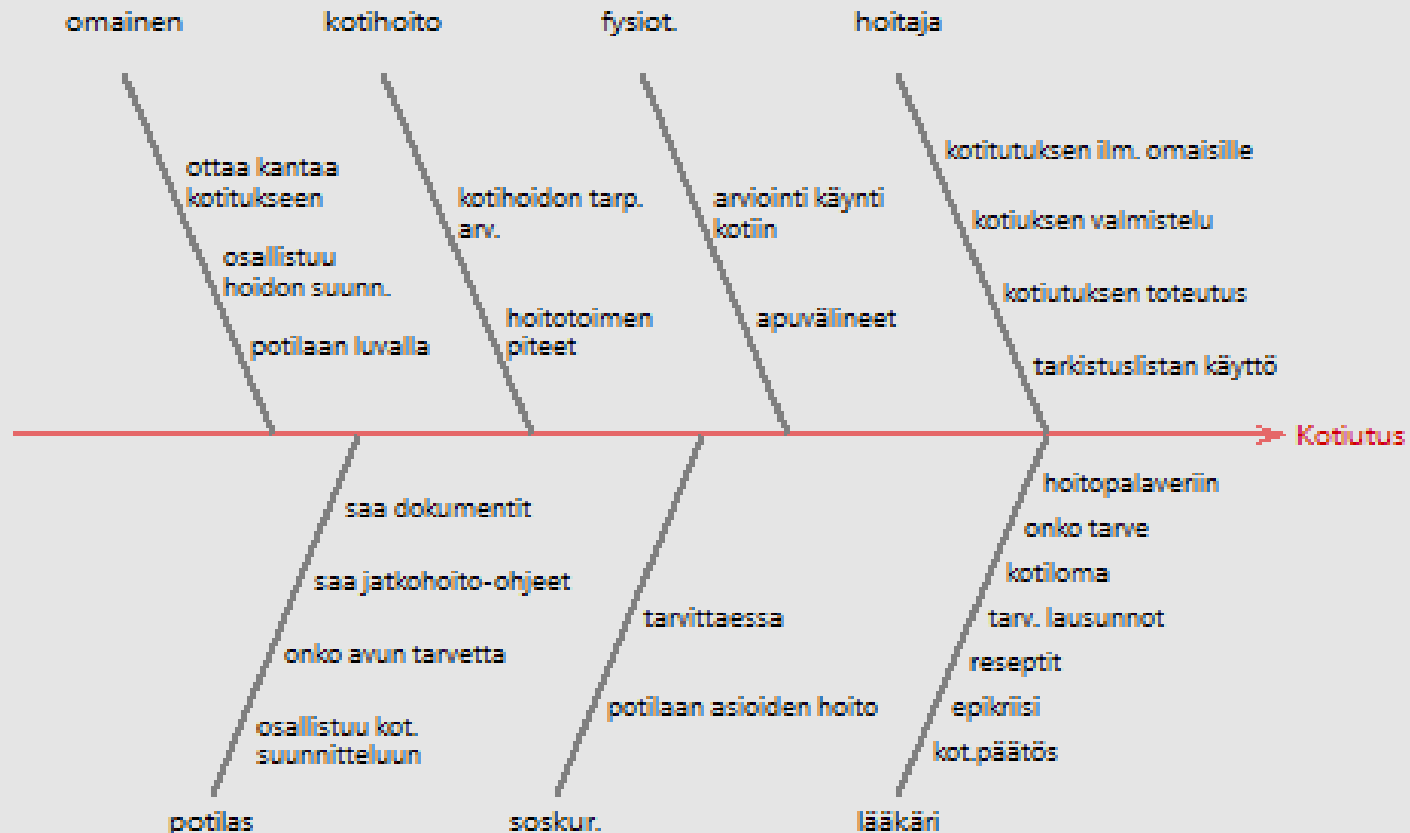 omainen
kotihoito
fysiot.
hoitaja
ottaa kantaa
kotitukseen
osallistuu
hoidon suunn.
potilaan luvalla
kotihoidon tarp.
arv.
hoitotoimen
piteet
arviointi käynti
kotiin
apuvälineet
kotitutuksen ilm. omaisille
kotiuksen valmistelu
kotiutuksen toteutus
tarkistuslistan käyttö
Kotiutus
saa dokumentit
saa jatkohoito-ohjeet
onko avun tarvetta
osallistuu kot.
suunnitteluun
tarvittaessa
potilaan asioiden hoito
hoitopalaveriin
onko tarve
kotiloma
tarv. lausunnot
reseptit
epikriisi
kot.päätös
potilas
soskur.
lääkäri